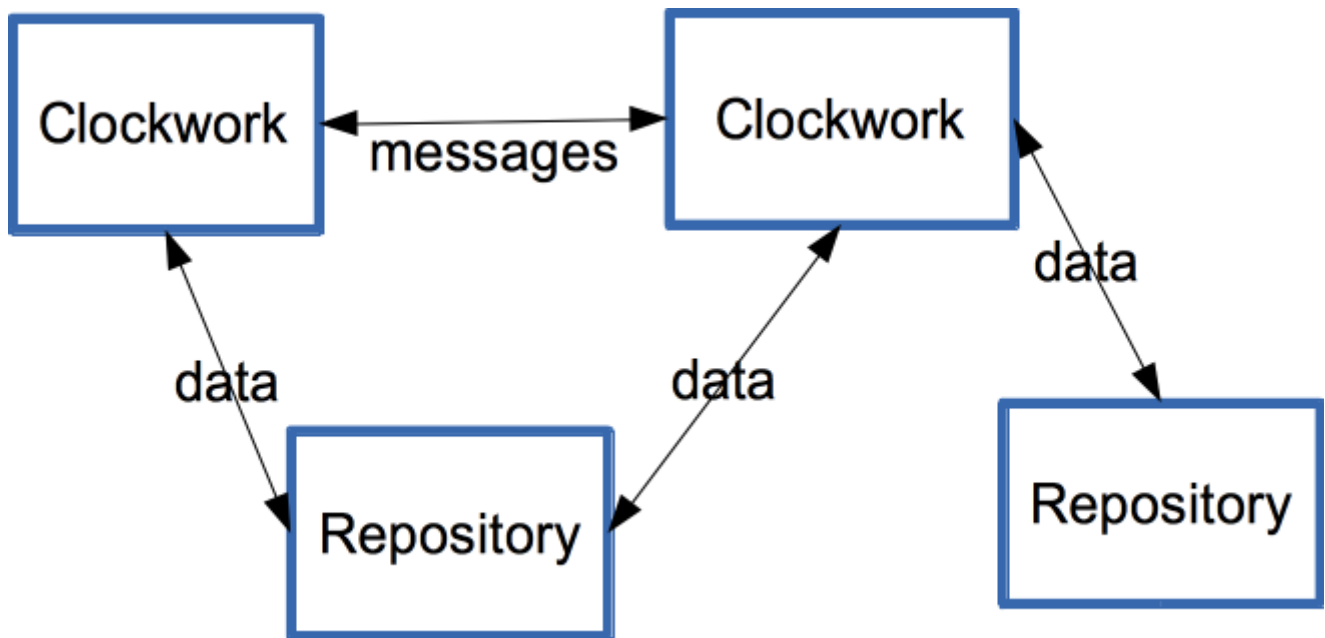 Clockwork
Clockwork
messages
data
data
data
Repository
Repository